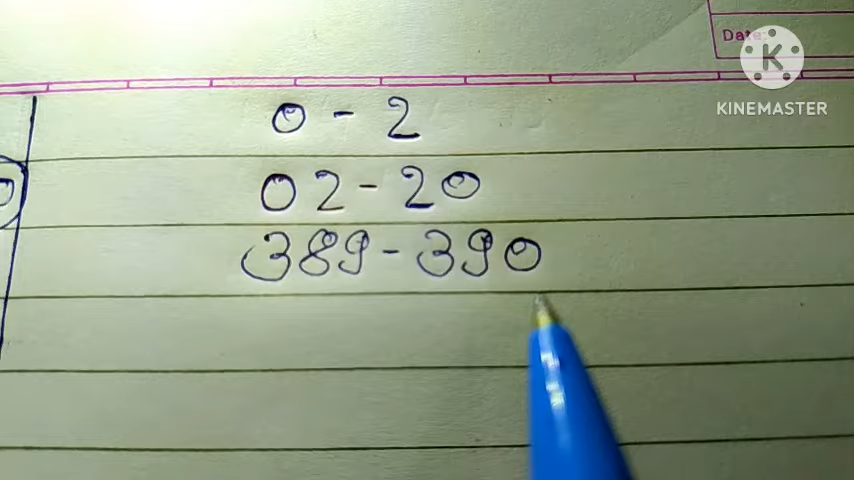 Date:
K
KINEMASTER
0 - 2
02 - 20
389 - 390